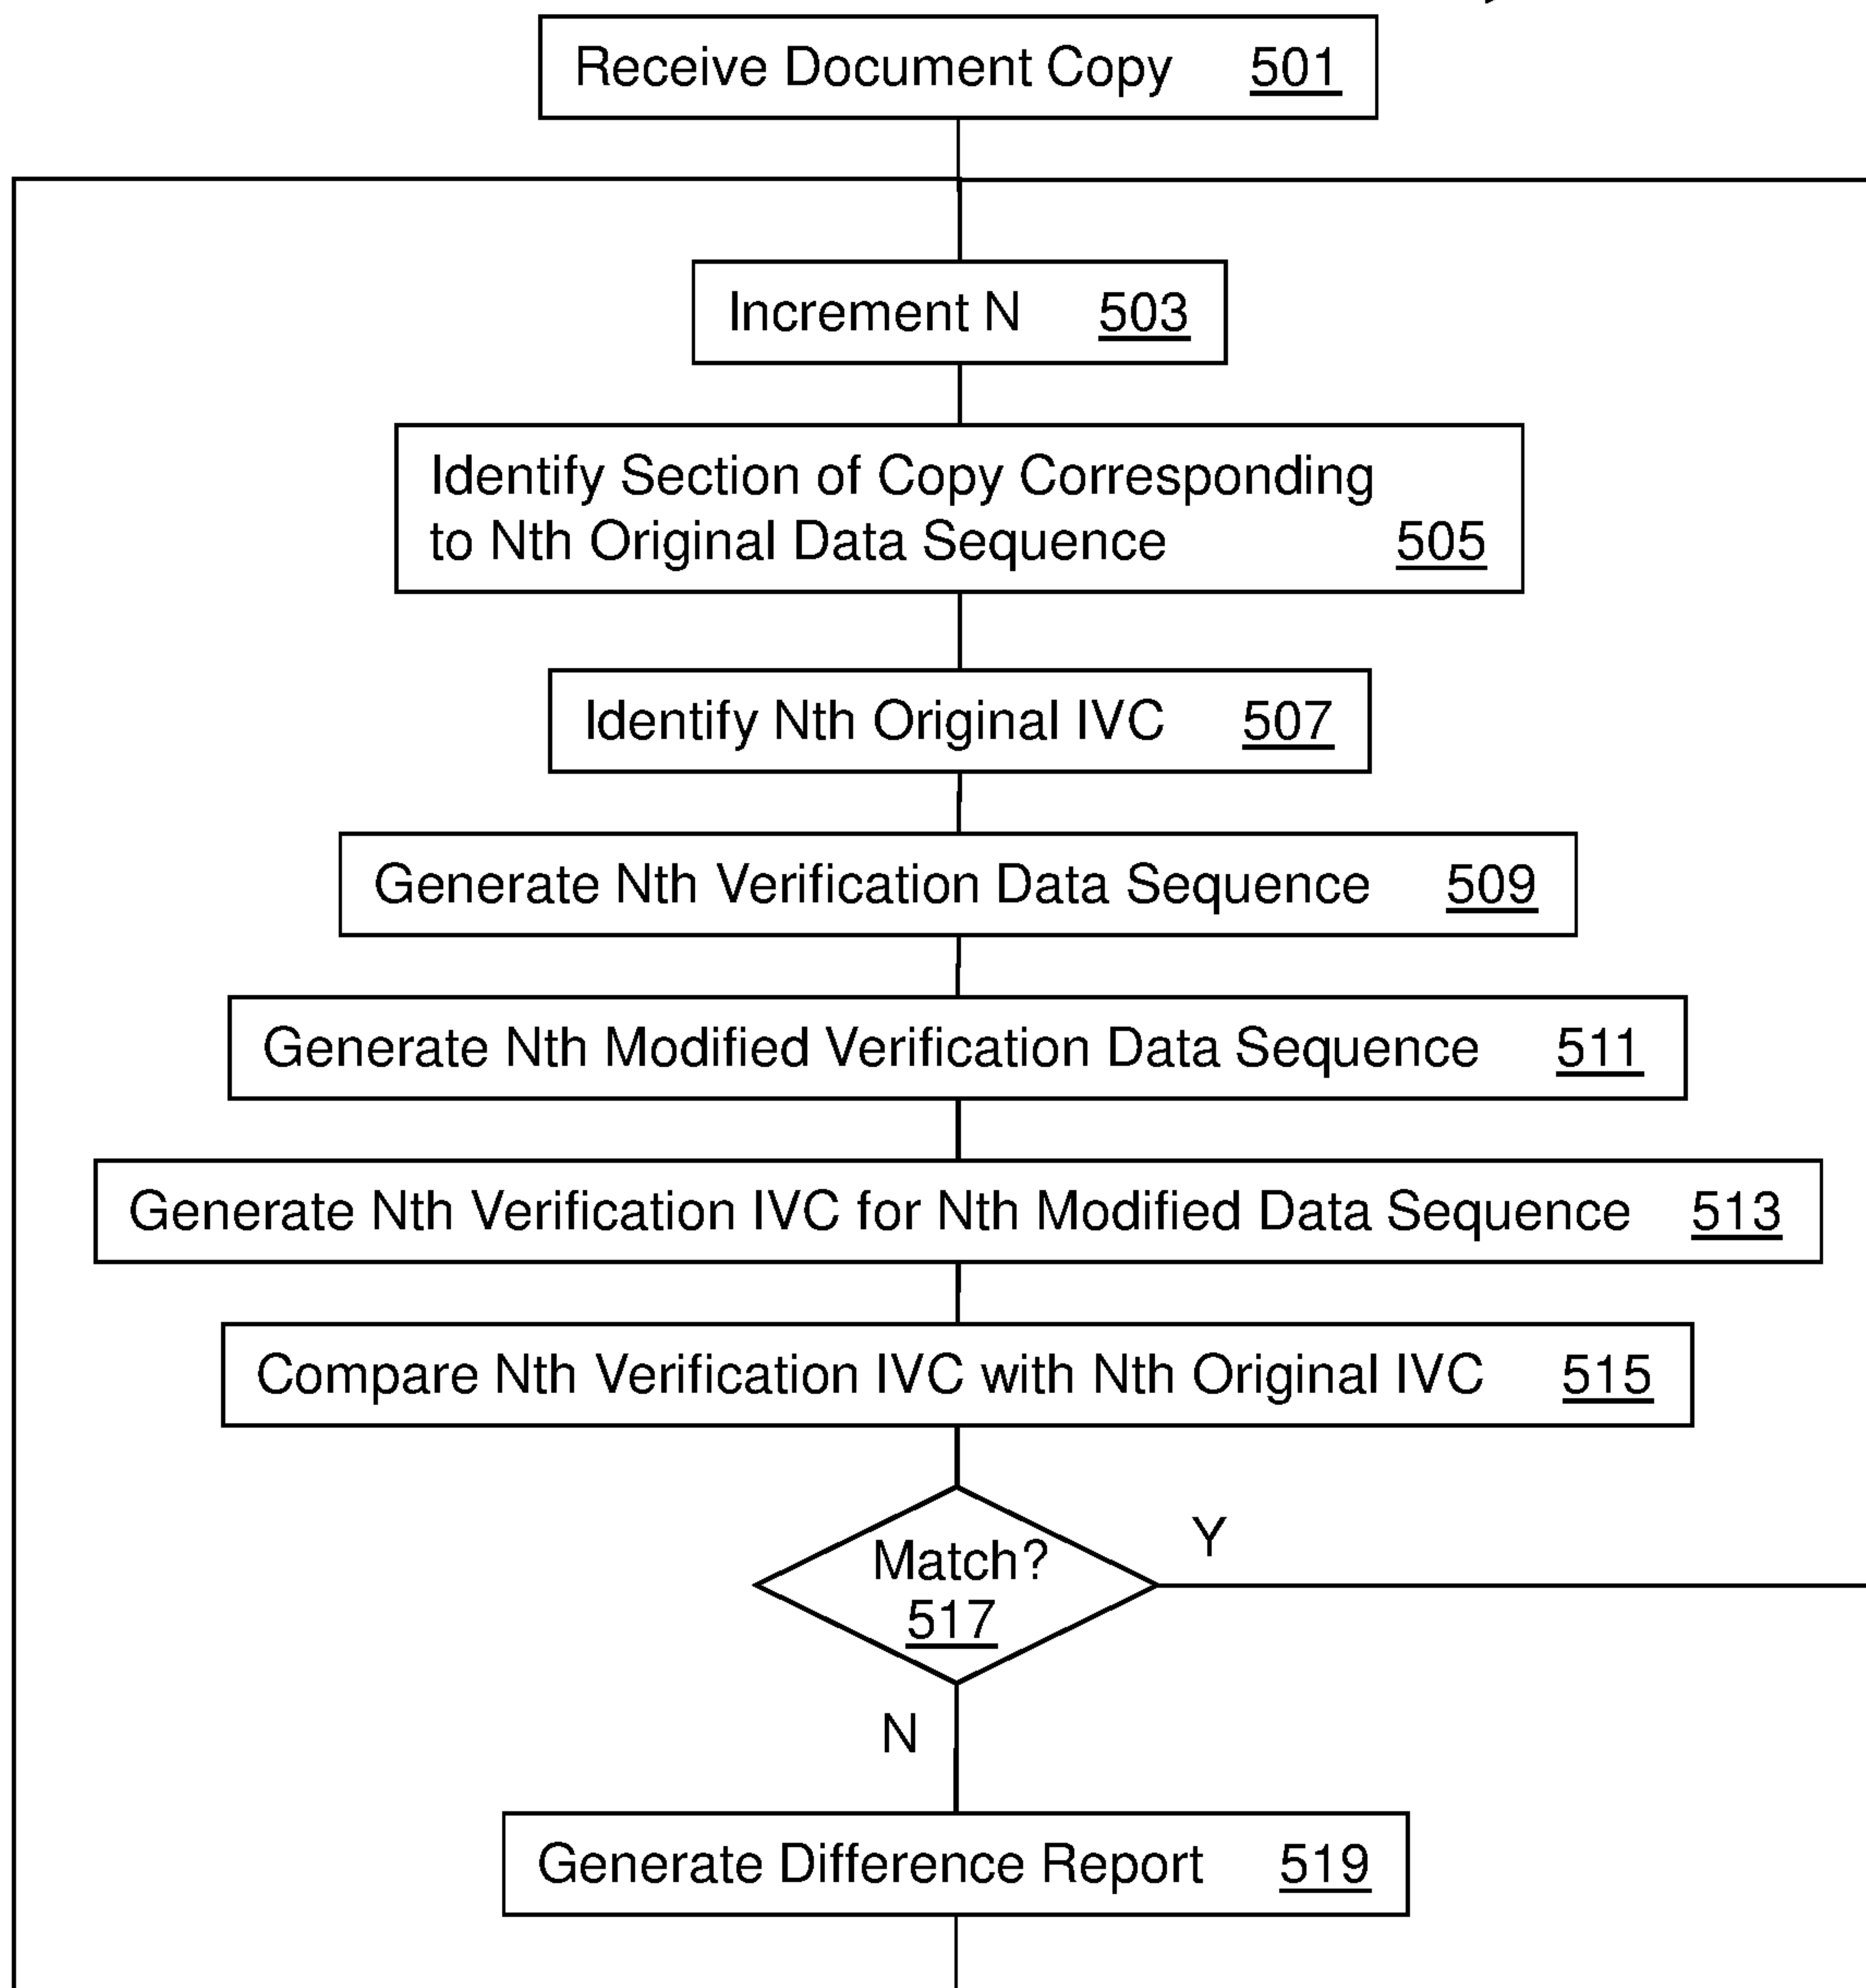 Receive Document Copy 501
Increment N 503
Identify Section of Copy Corresponding
to Nth Original Data Sequence 505
Identify Nth Original IVC 507
Generate Nth Verification Data Sequence 509
Generate Nth Modified Verification Data Sequence 511
Generate Nth Verification IVC for Nth Modified Data Sequence 513
Compare Nth Verification IVC with Nth Original IVC 515
Y
Match?
517
N
Generate Difference Report 519